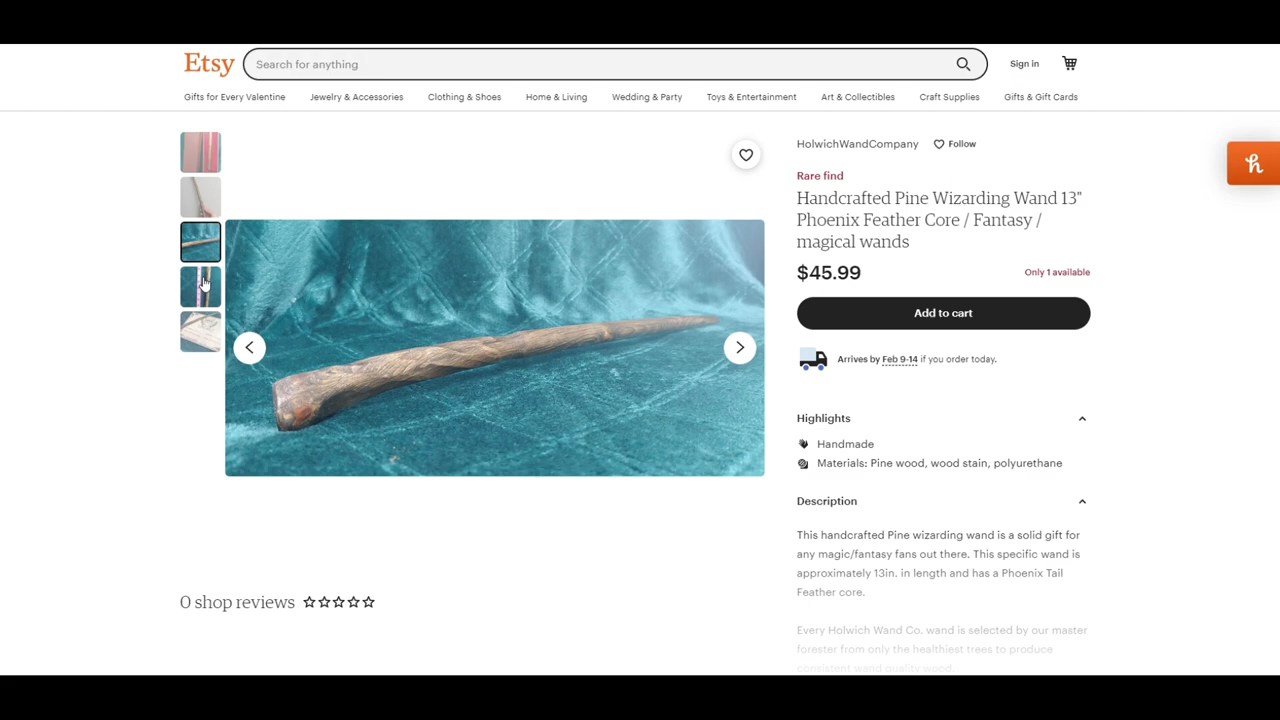 Etsy
Search for anything
Sign in
Gifts for Every Valentine
Jewelry & Accessories
Clothing & Shoes
Home & Living
Wedding & Party
Toys & Entertainment
Art & Collectibles
Craft Supplies
Gifts & Gift Cards
HolwichWandCompany
Follow
Rare find
Handcrafted Pine Wizarding Wand 13"
Phoenix Feather Core / Fantasy /
magical wands
$45.99
Only 1 available
Add to cart
Arrives by Feb 9-14 if you order today.
Highlights
Handmade
Materials: Pine wood, wood stain, polyurethane
Description
This handcrafted Pine wizarding wand is a solid gift for
any magic/fantasy fans out there. This specific wand is
approximately 13in. in length and has a Phoenix Tail
Feather core.
Every Holwich Wand Co. wand is selected by our master
forester from only the healthiest trees to produce
consistent wand quality wood.
0 shop reviews